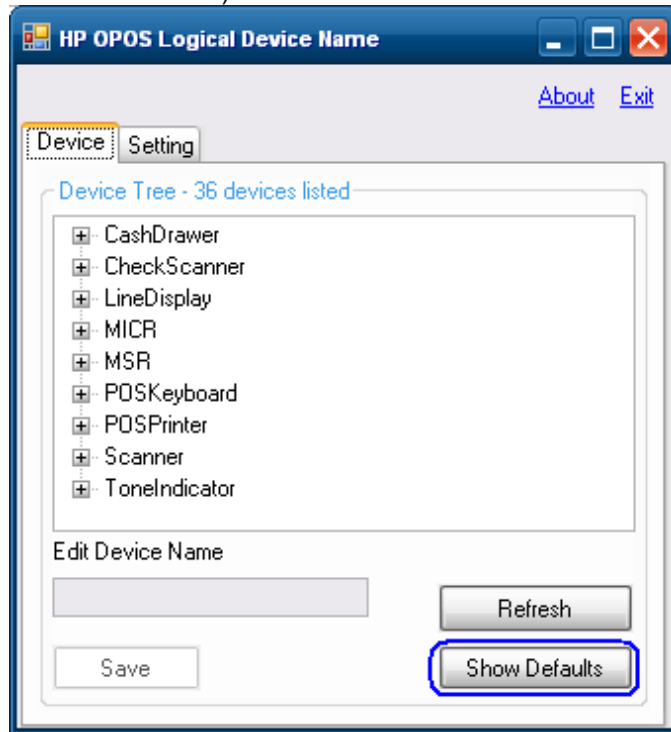 HP OPOS Logical Device Name
About Exit
Device Setting
Device Tree - 36 devices listed
CashDrawer
CheckScanner
LineDisplay
MICR
MSR
POSKeyboard
POSPrinter
Scanner
ToneIndicator
Edit Device Name
Refresh
Save Show Defaults